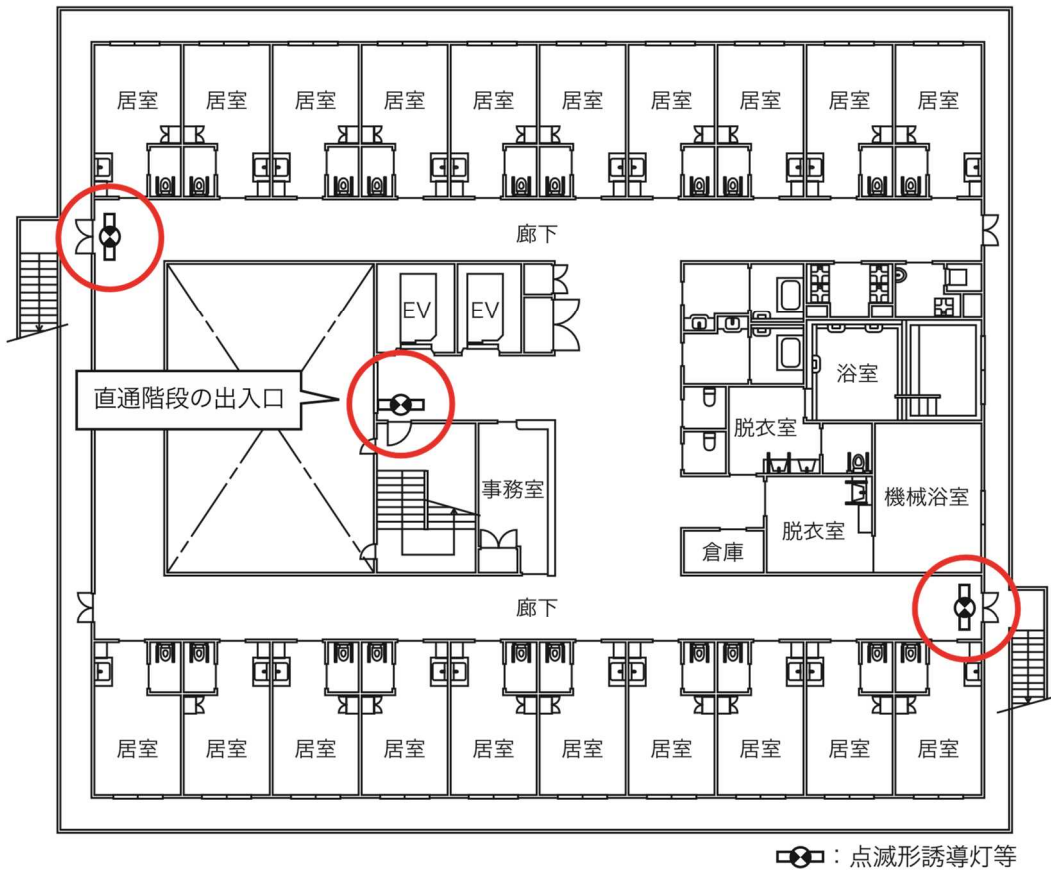 居室 居室 居室 居室 居室 居室 居室 居室 居室 居室
廊下
EV EV
直通階段の出入口
浴室
脱衣室
事務室
機械浴室
脱衣室
倉庫
廊下
居室 居室 居室 居室 居室 居室 居室 居室 居室 居室
：点滅形誘導灯等